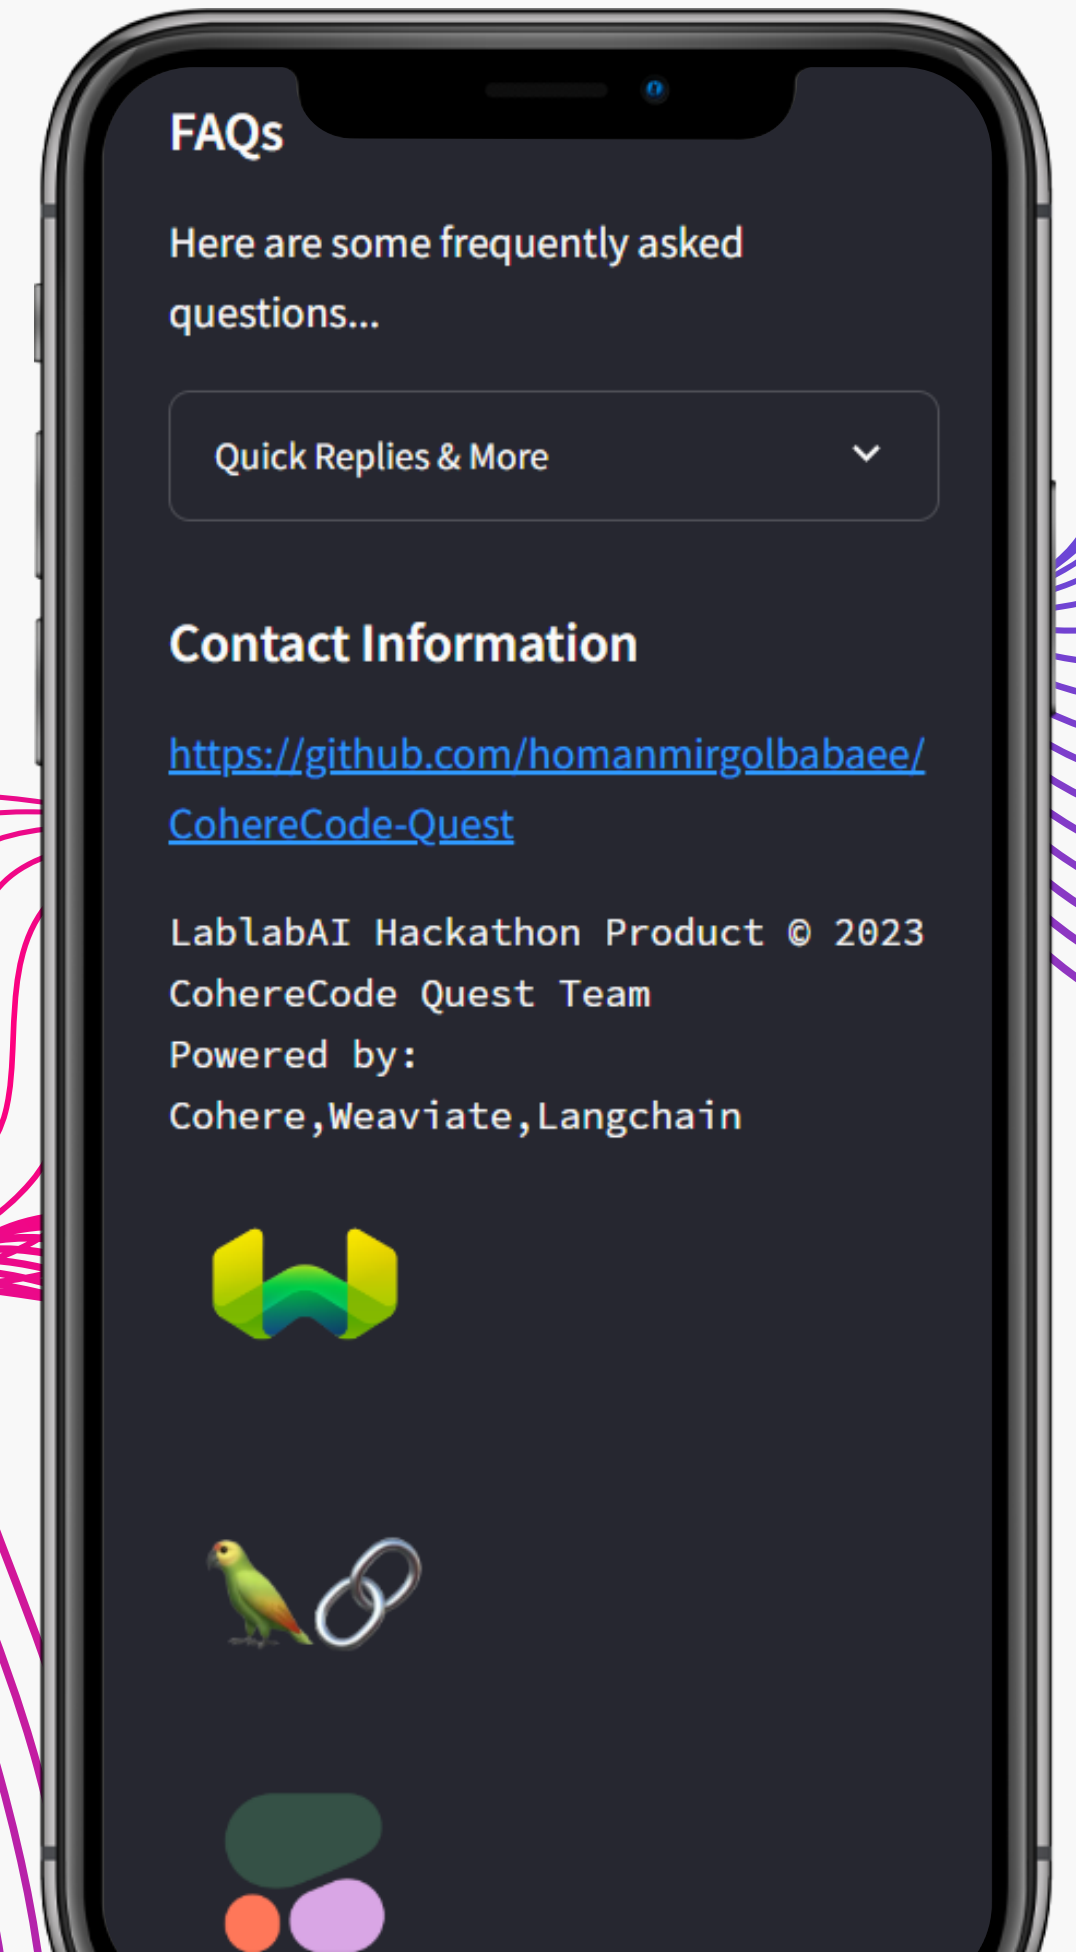 FAQs
Here are some frequently asked
questions...
Quick Replies & More
Contact Information
https://github.com/homanmirgolbabaee/
CohereCode-Quest
LablabAI Hackathon Product © 2023
CohereCode Quest Team
Powered by:
Cohere,Weaviate,Langchain